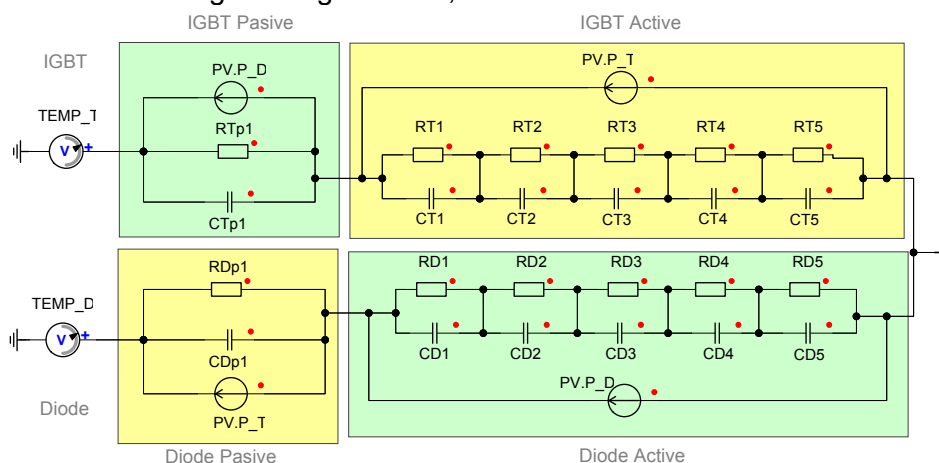 IGBT Pasive
IGBT Active
IGBT
PV.P_D
PV.P_T
TEMP_T
RTp1
RT1
RT2
RT3
RT4
RT5
V
+
CTp1
CT1
CT2
CT3
CT4
CT5
RDp1
RD1
RD2
RD3
RD4
RD5
TEMP_D
V
+
CDp1
CD1
CD2
CD3
CD4
CD5
PV.P_D
Diode
PV.P_T
Diode Pasive
Diode Active